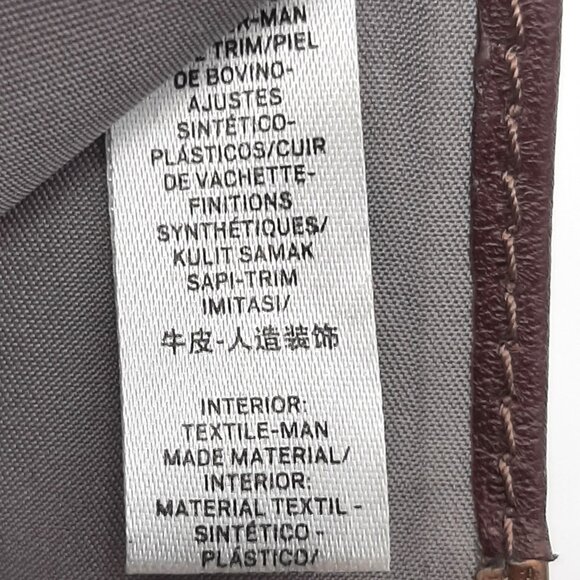 -MAN
TRIM/PIEL
DE BOVINO-
AJUSTES
SINTÉTICO-
PLÁSTICOS/CUIR
DE VACHETTE-
FINITIONS
SYNTHÉTIQUES/
KULIT SAMAK
SAPI-TRIM
IMITASI/
牛皮-人造装饰
INTERIOR:
TEXTILE-MAN
MADE MATERIAL/
INTERIOR:
MATERIAL TEXTIL -
SINTÉTICO -
PLÁSTICO/